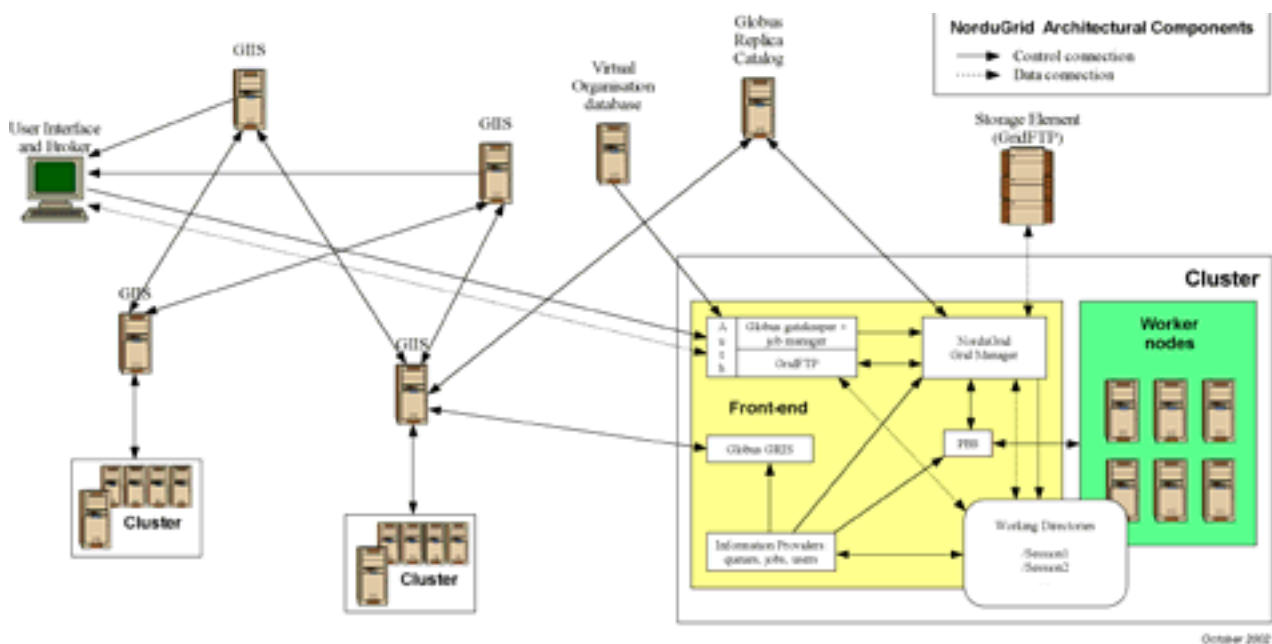 NorduGrid Architectural Components
Control connection
Data connection
GIIS
Globus
Replica
Catalog
Virtual
Organisation
database
User Interface
and Broker
GIIS
Storage Element
(GridFTP)
Cluster
GIIS
A
u
t
h
Globus gatekeeper +
job manager
GridFTP
NorduGrid
Grid Manager
Worker
nodes
GIIS
Front-end
Globus GRIS
PBS
Cluster
Cluster
Information Providers
queues, jobs, users
Working Directories
/Session1
/Session2
...
October 2002